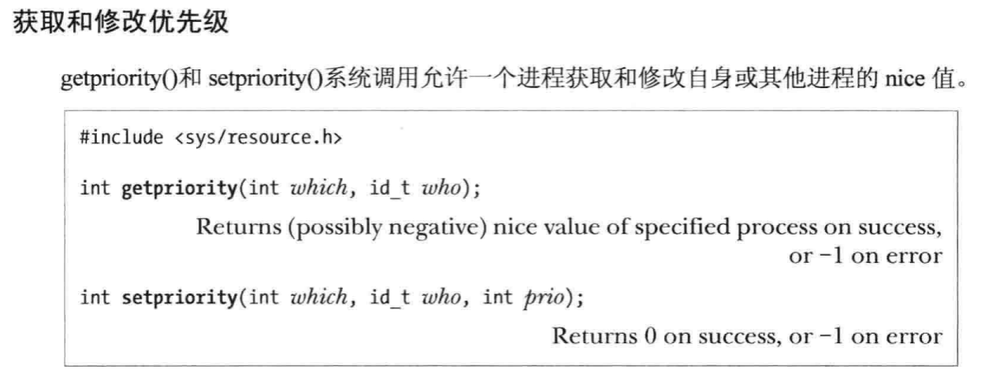 获取和修改优先级
getpriority()和 setpriority()系统调用允许一个进程获取和修改自身或其他进程的 nice 值。
#include <sys/resource.h>
int getpriority(int which, id_t who);
Returns (possibly negative) nice value of specified process on success,
or −1 on error
int setpriority(int which, id_t who, int prio);
Returns 0 on success, or −1 on error